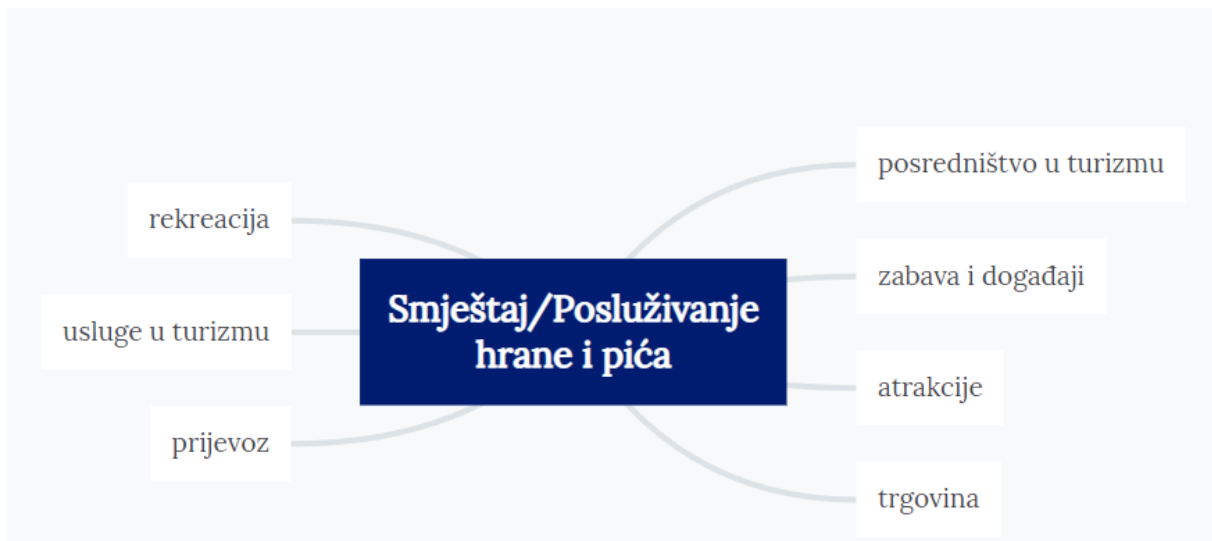 posredništvo u turizmu
rekreacija
zabava i događaji
Smještaj/Posluživanje
hrane i pića
usluge u turizmu
atrakcije
prijevoz
trgovina